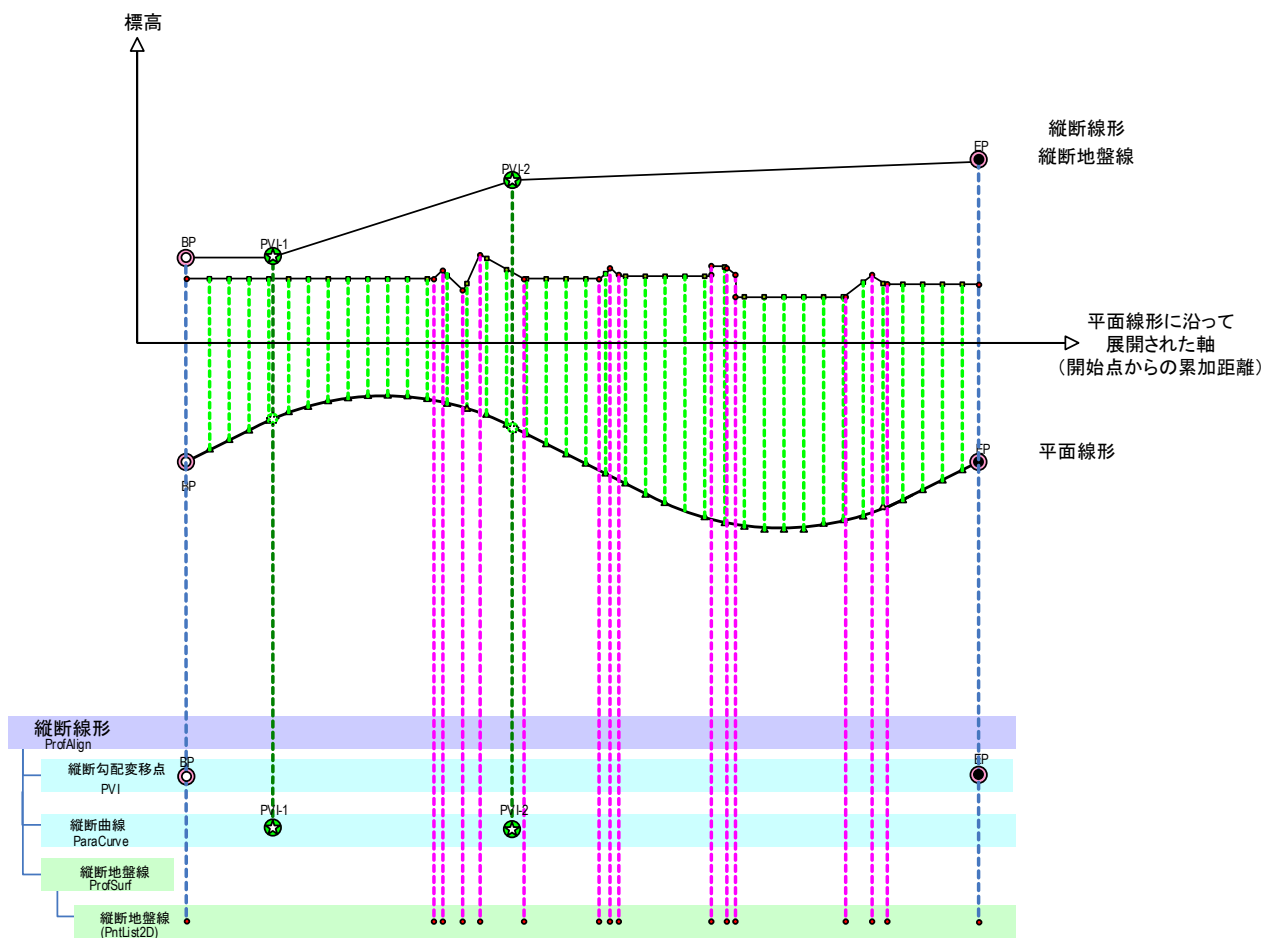 標高
縦断線形
縦断地盤線
EP
PVI-2
BP
PVI-1
平面線形に沿って
展開された軸
（開始点からの累加距離）
平面線形
EP
BP
縦断線形
ProfAlign
縦断勾配変移点
PVI
BP
EP
縦断曲線
ParaCurve
PVI-1
PVI-2
縦断地盤線
ProfSurf
縦断地盤線
(PntList2D)